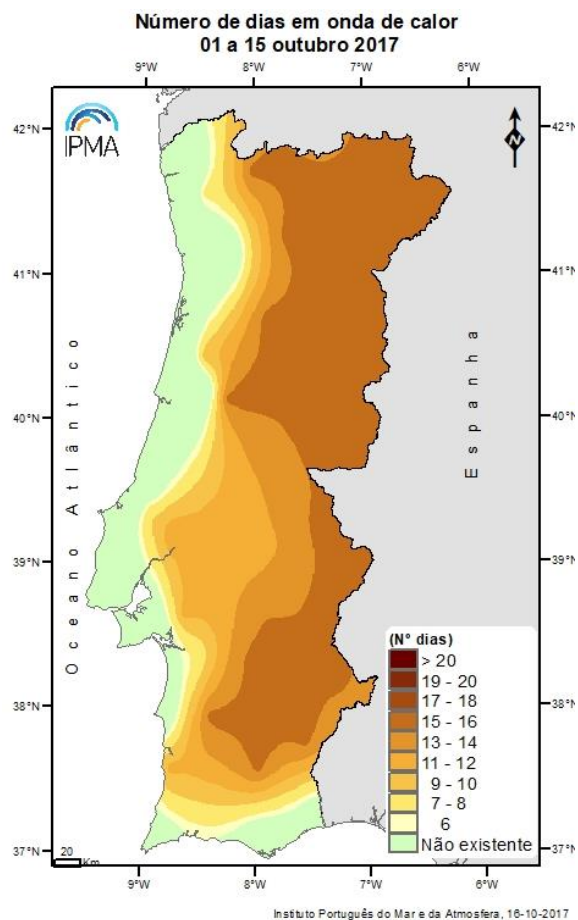 Número de dias em onda de calor
01 a 15 outubro 2017
9°W 8°W 7°W 6°W
IPMA
N
42°N 42°N
41°N 41°N
40°N 40°N
39°N 39°N
38°N 38°N
37°N 37°N
Oceano Atlântico
Espanha
(Nº dias)
> 20
19 - 20
17 - 18
15 - 16
13 - 14
11 - 12
9 - 10
7 - 8
6
Não existente
20
Km
9°W 8°W 7°W 6°W
Instituto Português do Mar e da Atmosfera, 16-10-2017